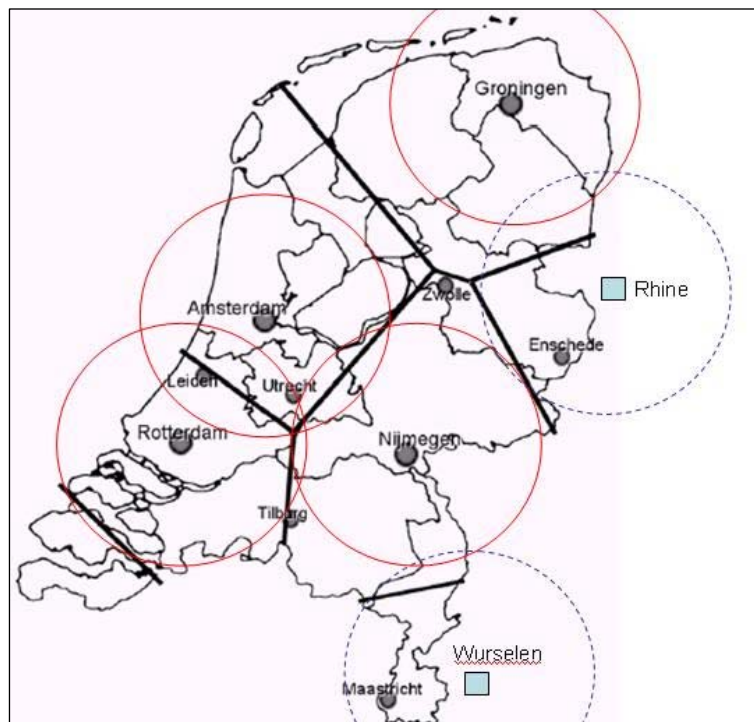 Groningen
Zwolle
Rhine
Amsterdam
Enschede
Leiden
Utrecht
Rotterdam
Nijmegen
Tilburg
Wurselen
Maastricht